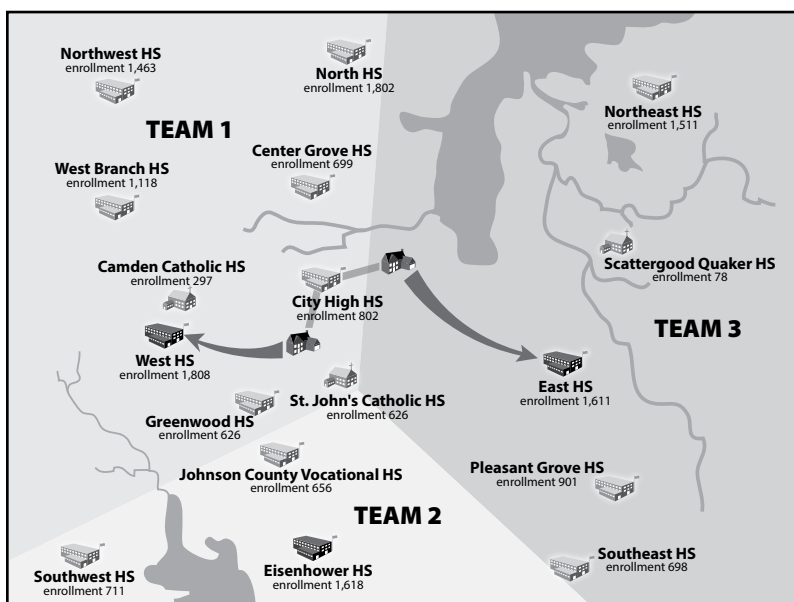 Northwest HS
enrollment 1,463
North HS
enrollment 1,802
Northeast HS
enrollment 1,511
TEAM 1
Center Grove HS
enrollment 699
West Branch HS
enrollment 1,118
Camden Catholic HS
enrollment 297
City High HS
enrollment 802
Scattergood Quaker HS
enrollment 78
TEAM 3
West HS
enrollment 1,808
East HS
enrollment 1,611
St. John's Catholic HS
enrollment 626
Greenwood HS
enrollment 626
Johnson County Vocational HS
enrollment 656
Pleasant Grove HS
enrollment 901
TEAM 2
Southwest HS
enrollment 711
Eisenhower HS
enrollment 1,618
Southeast HS
enrollment 698